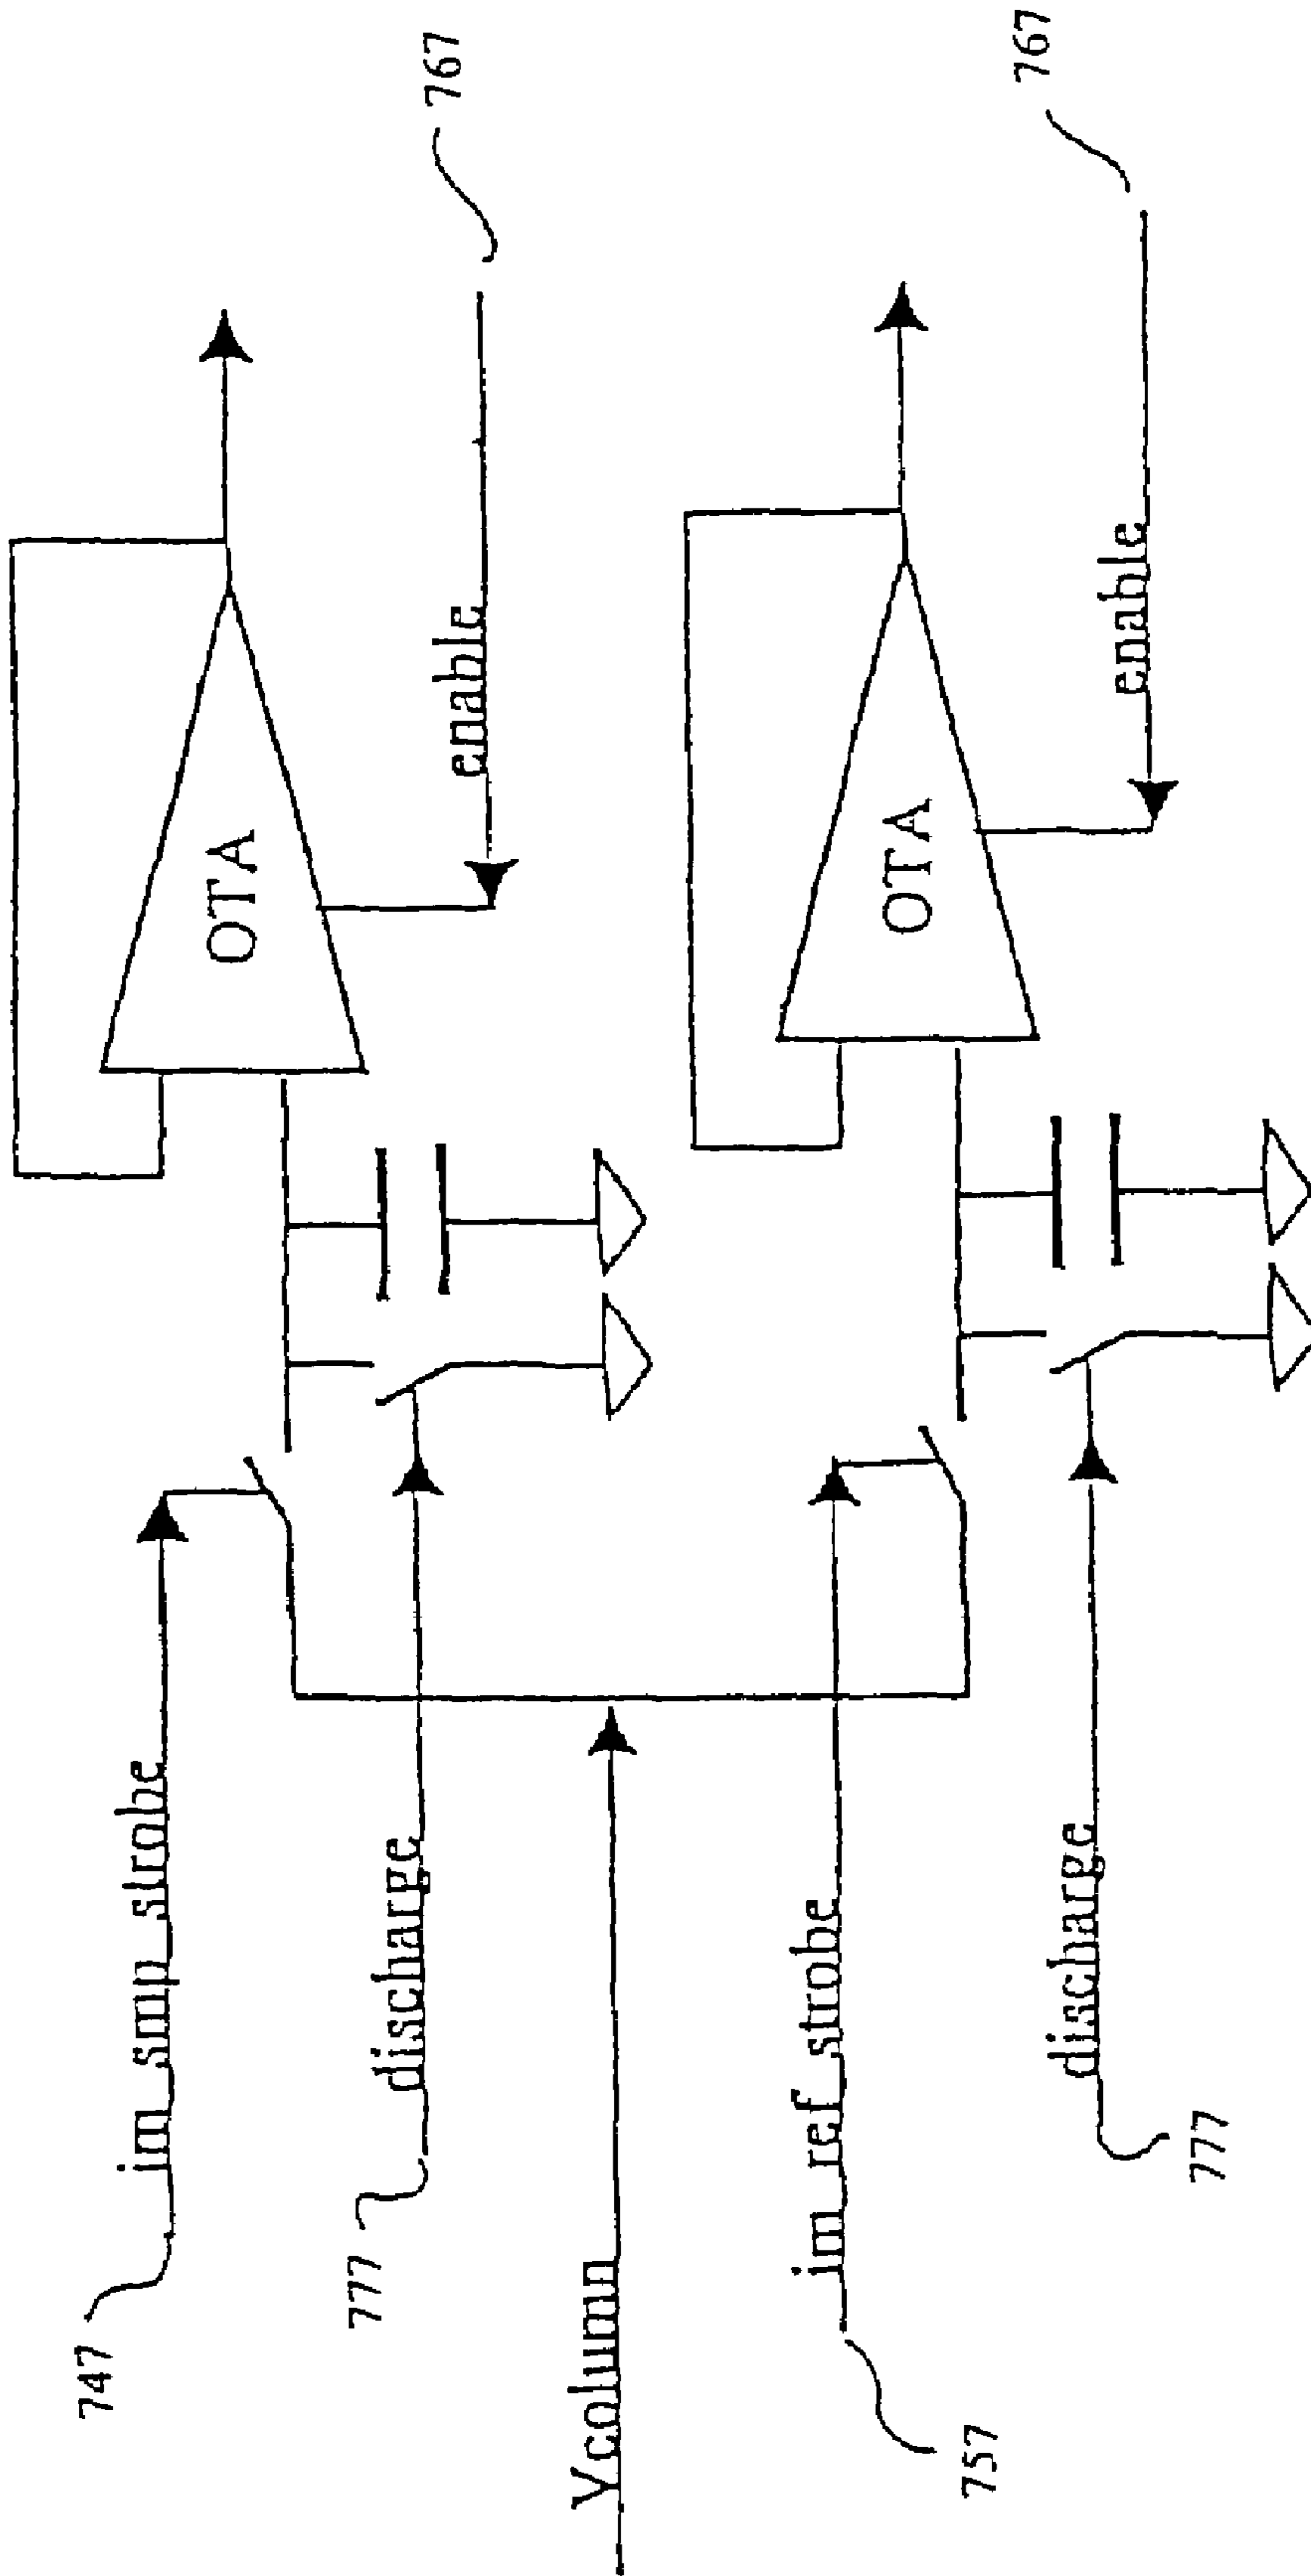 747
im_smp_strobe
OTA
777
discharge
767
enable
Vcolumn
im_ref_strobe
OTA
757
767
discharge
enable
777